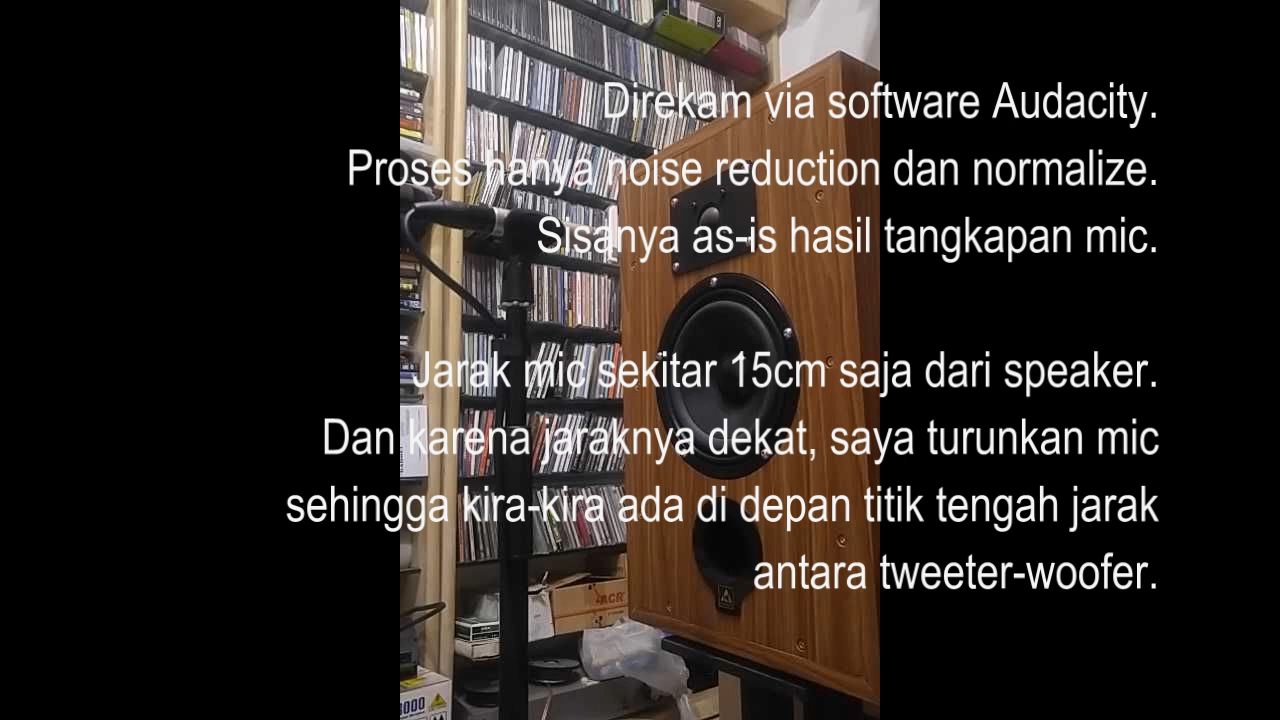 Direkam via software Audacity.
Proses hanya noise reduction dan normalize.
Sisanya as-is hasil tangkapan mic.
Jarak mic sekitar 15cm saja dari speaker.
Dan karena jaraknya dekat, saya turunkan mic
sehingga kira-kira ada di depan titik tengah jarak
antara tweeter-woofer.
ACR